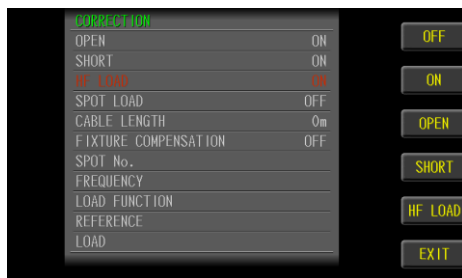 CORRECTION
OPEN ON
SHORT ON
HF LOAD ON
SPOT LOAD OFF
CABLE LENGTH 0m
FIXTURE COMPENSATION OFF
SPOT No.
FREQUENCY
LOAD FUNCTION
REFERENCE
LOAD
OFF
ON
OPEN
SHORT
HF LOAD
EXIT